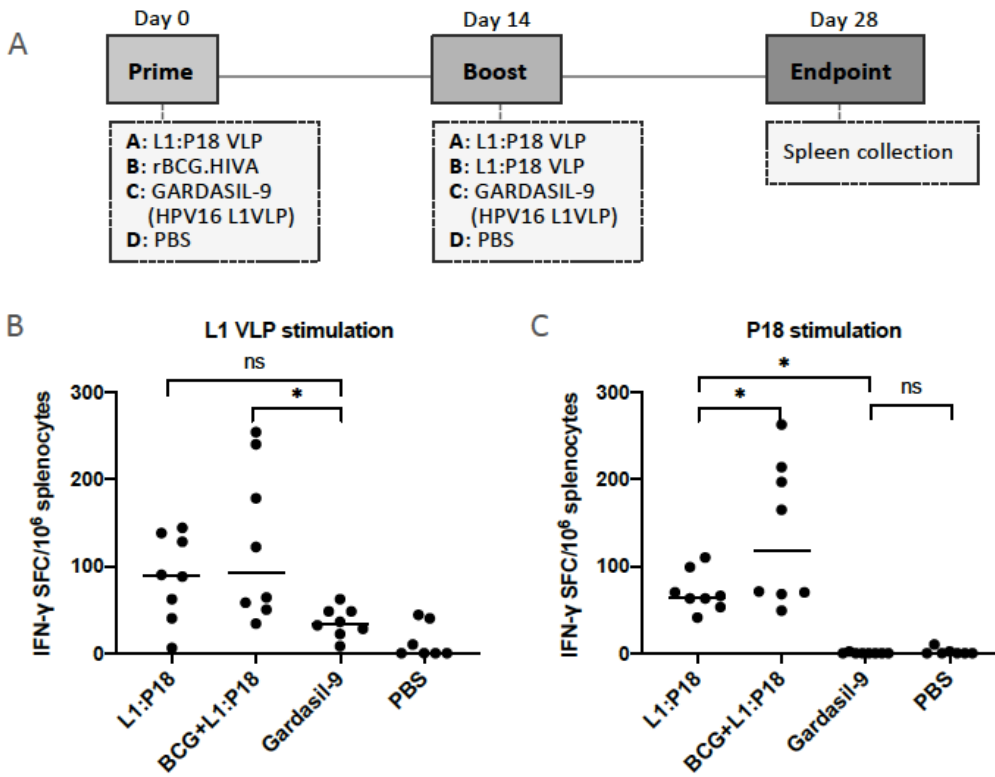 A
Day 0
Day 14
Day 28
Prime
Boost
Endpoint
A: L1:P18 VLP
B: rBCG.HIVA
C: GARDASIL-9
(HPV16 L1VLP)
D: PBS
A: L1:P18 VLP
B: L1:P18 VLP
C: GARDASIL-9
(HPV16 L1VLP)
D: PBS
Spleen collection
B
L1 VLP stimulation
ns
*
IFN-γ SFC/10⁶ splenocytes
300
200
100
0
L1:P18
BCG+L1:P18
Gardasil-9
PBS
C
P18 stimulation
*
*
ns
IFN-γ SFC/10⁶ splenocytes
300
200
100
0
L1:P18
BCG+L1:P18
Gardasil-9
PBS